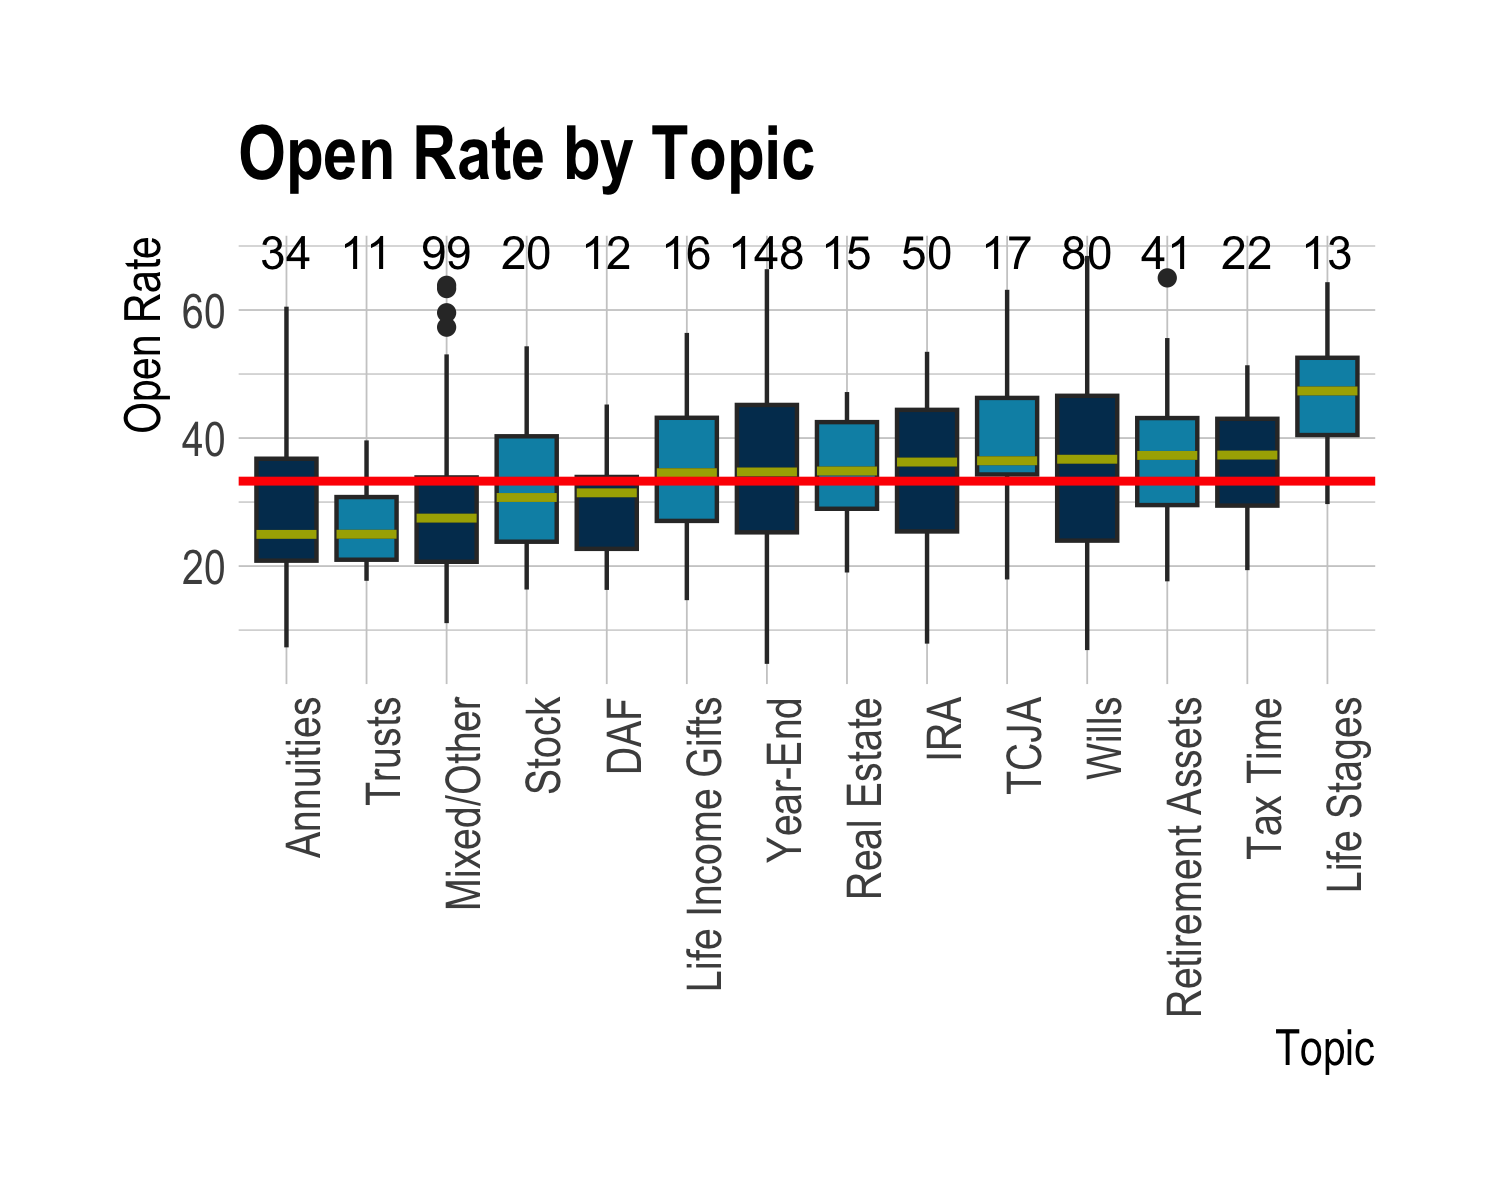 Open Rate by Topic
Open Rate
34 11 99 20 12 16 148 15 50 17 80 41 22 13
60
40
20
Annuities
Trusts
Mixed/Other
Stock
DAF
Life Income Gifts
Year-End
Real Estate
IRA
TCJA
Wills
Retirement Assets
Tax Time
Life Stages
Topic